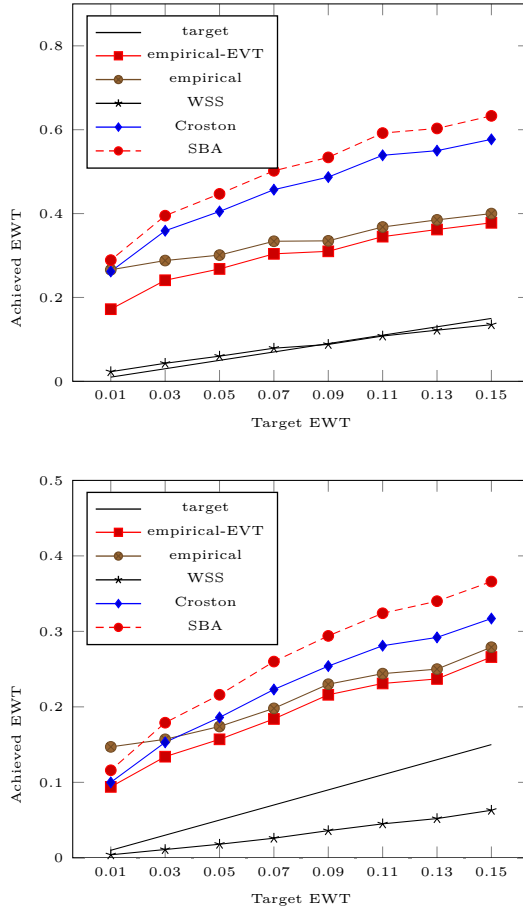 target
empirical-EVT
empirical
WSS
Croston
SBA
0.8
0.6
0.4
0.2
0
Achieved EWT
0.01 0.03 0.05 0.07 0.09 0.11 0.13 0.15
Target EWT
target
empirical-EVT
empirical
WSS
Croston
SBA
0.5
0.4
0.3
0.2
0.1
0
Achieved EWT
0.01 0.03 0.05 0.07 0.09 0.11 0.13 0.15
Target EWT